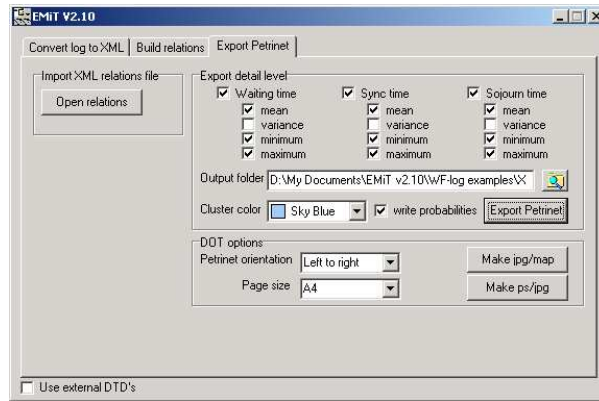 EMiT V2.10
Convert log to XML Build relations Export Petrinet
Import XML relations file
Open relations
Export detail level
Waiting time Sync time Sojourn time
mean mean mean
variance variance variance
minimum minimum minimum
maximum maximum maximum
Output folder D:\My Documents\EMiT v2.10\WF-log examples\X
Cluster color Sky Blue write probabilities Export Petrinet
DOT options
Petrinet orientation Left to right Make jpg/map
Page size A4 Make ps/jpg
Use external DTD's